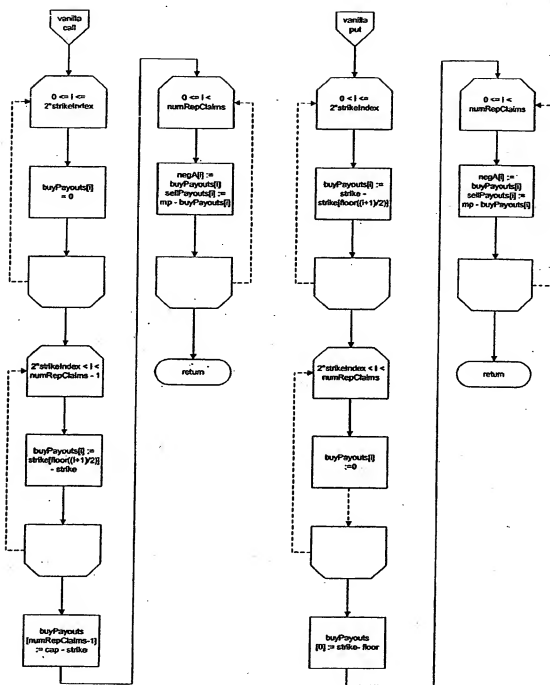 vanilla
call
0 <= i <=
2*strikeIndex
buyPayouts[i]
= 0
2*strikeIndex < i <
numRepClaims - 1
buyPayouts[i] :=
strike[floor((i+1)/2)]
- strike
buyPayouts
[numRepClaims-1]
:= cap - strike
0 <= i <
numRepClaims
negA[i] :=
buyPayouts[i]
sellPayouts[i] :=
mp - buyPayouts[i]
return
vanilla
put
0 < i <=
2*strikeIndex
buyPayouts[i] :=
strike -
strike[floor((i+1)/2)]
2*strikeIndex < i <
numRepClaims
buyPayouts[i]
:=0
buyPayouts
[0] := strike- floor
0 <= i <
numRepClaims
negA[i] :=
buyPayouts[i]
sellPayouts[i] :=
mp - buyPayouts[i]
return